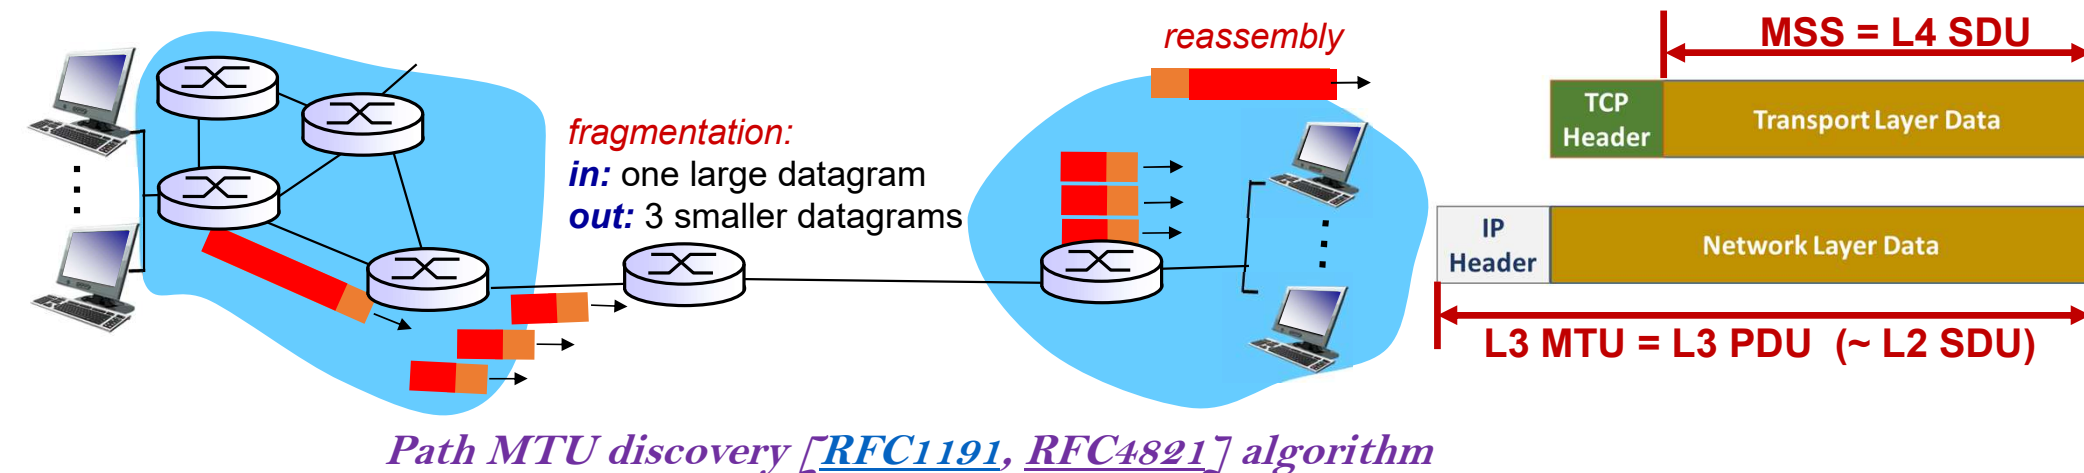 reassembly
fragmentation:
in: one large datagram
out: 3 smaller datagrams
MSS = L4 SDU
TCP
Header
Transport Layer Data
IP
Header
Network Layer Data
L3 MTU = L3 PDU (~ L2 SDU)
Path MTU discovery [RFC1191, RFC4821] algorithm